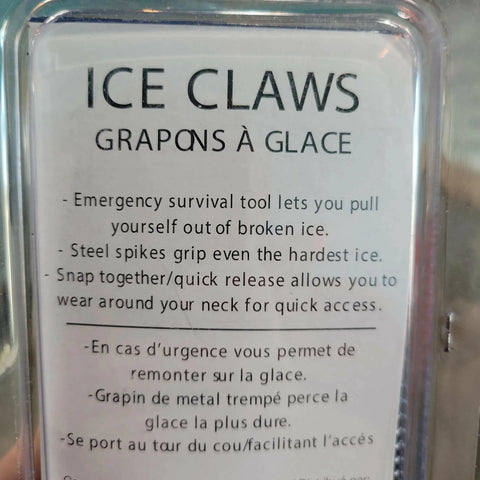 ICE CLAWS
GRAPONS À GLACE
- Emergency survival tool lets you pull
yourself out of broken ice.
- Steel spikes grip even the hardest ice.
- Snap together/quick release allows you to
wear around your neck for quick access.
-En cas d'urgence vous permet de
remonter sur la glace.
-Grapin de metal trempé perce la
glace la plus dure.
-Se port au tour du cou/facilitant l'accés